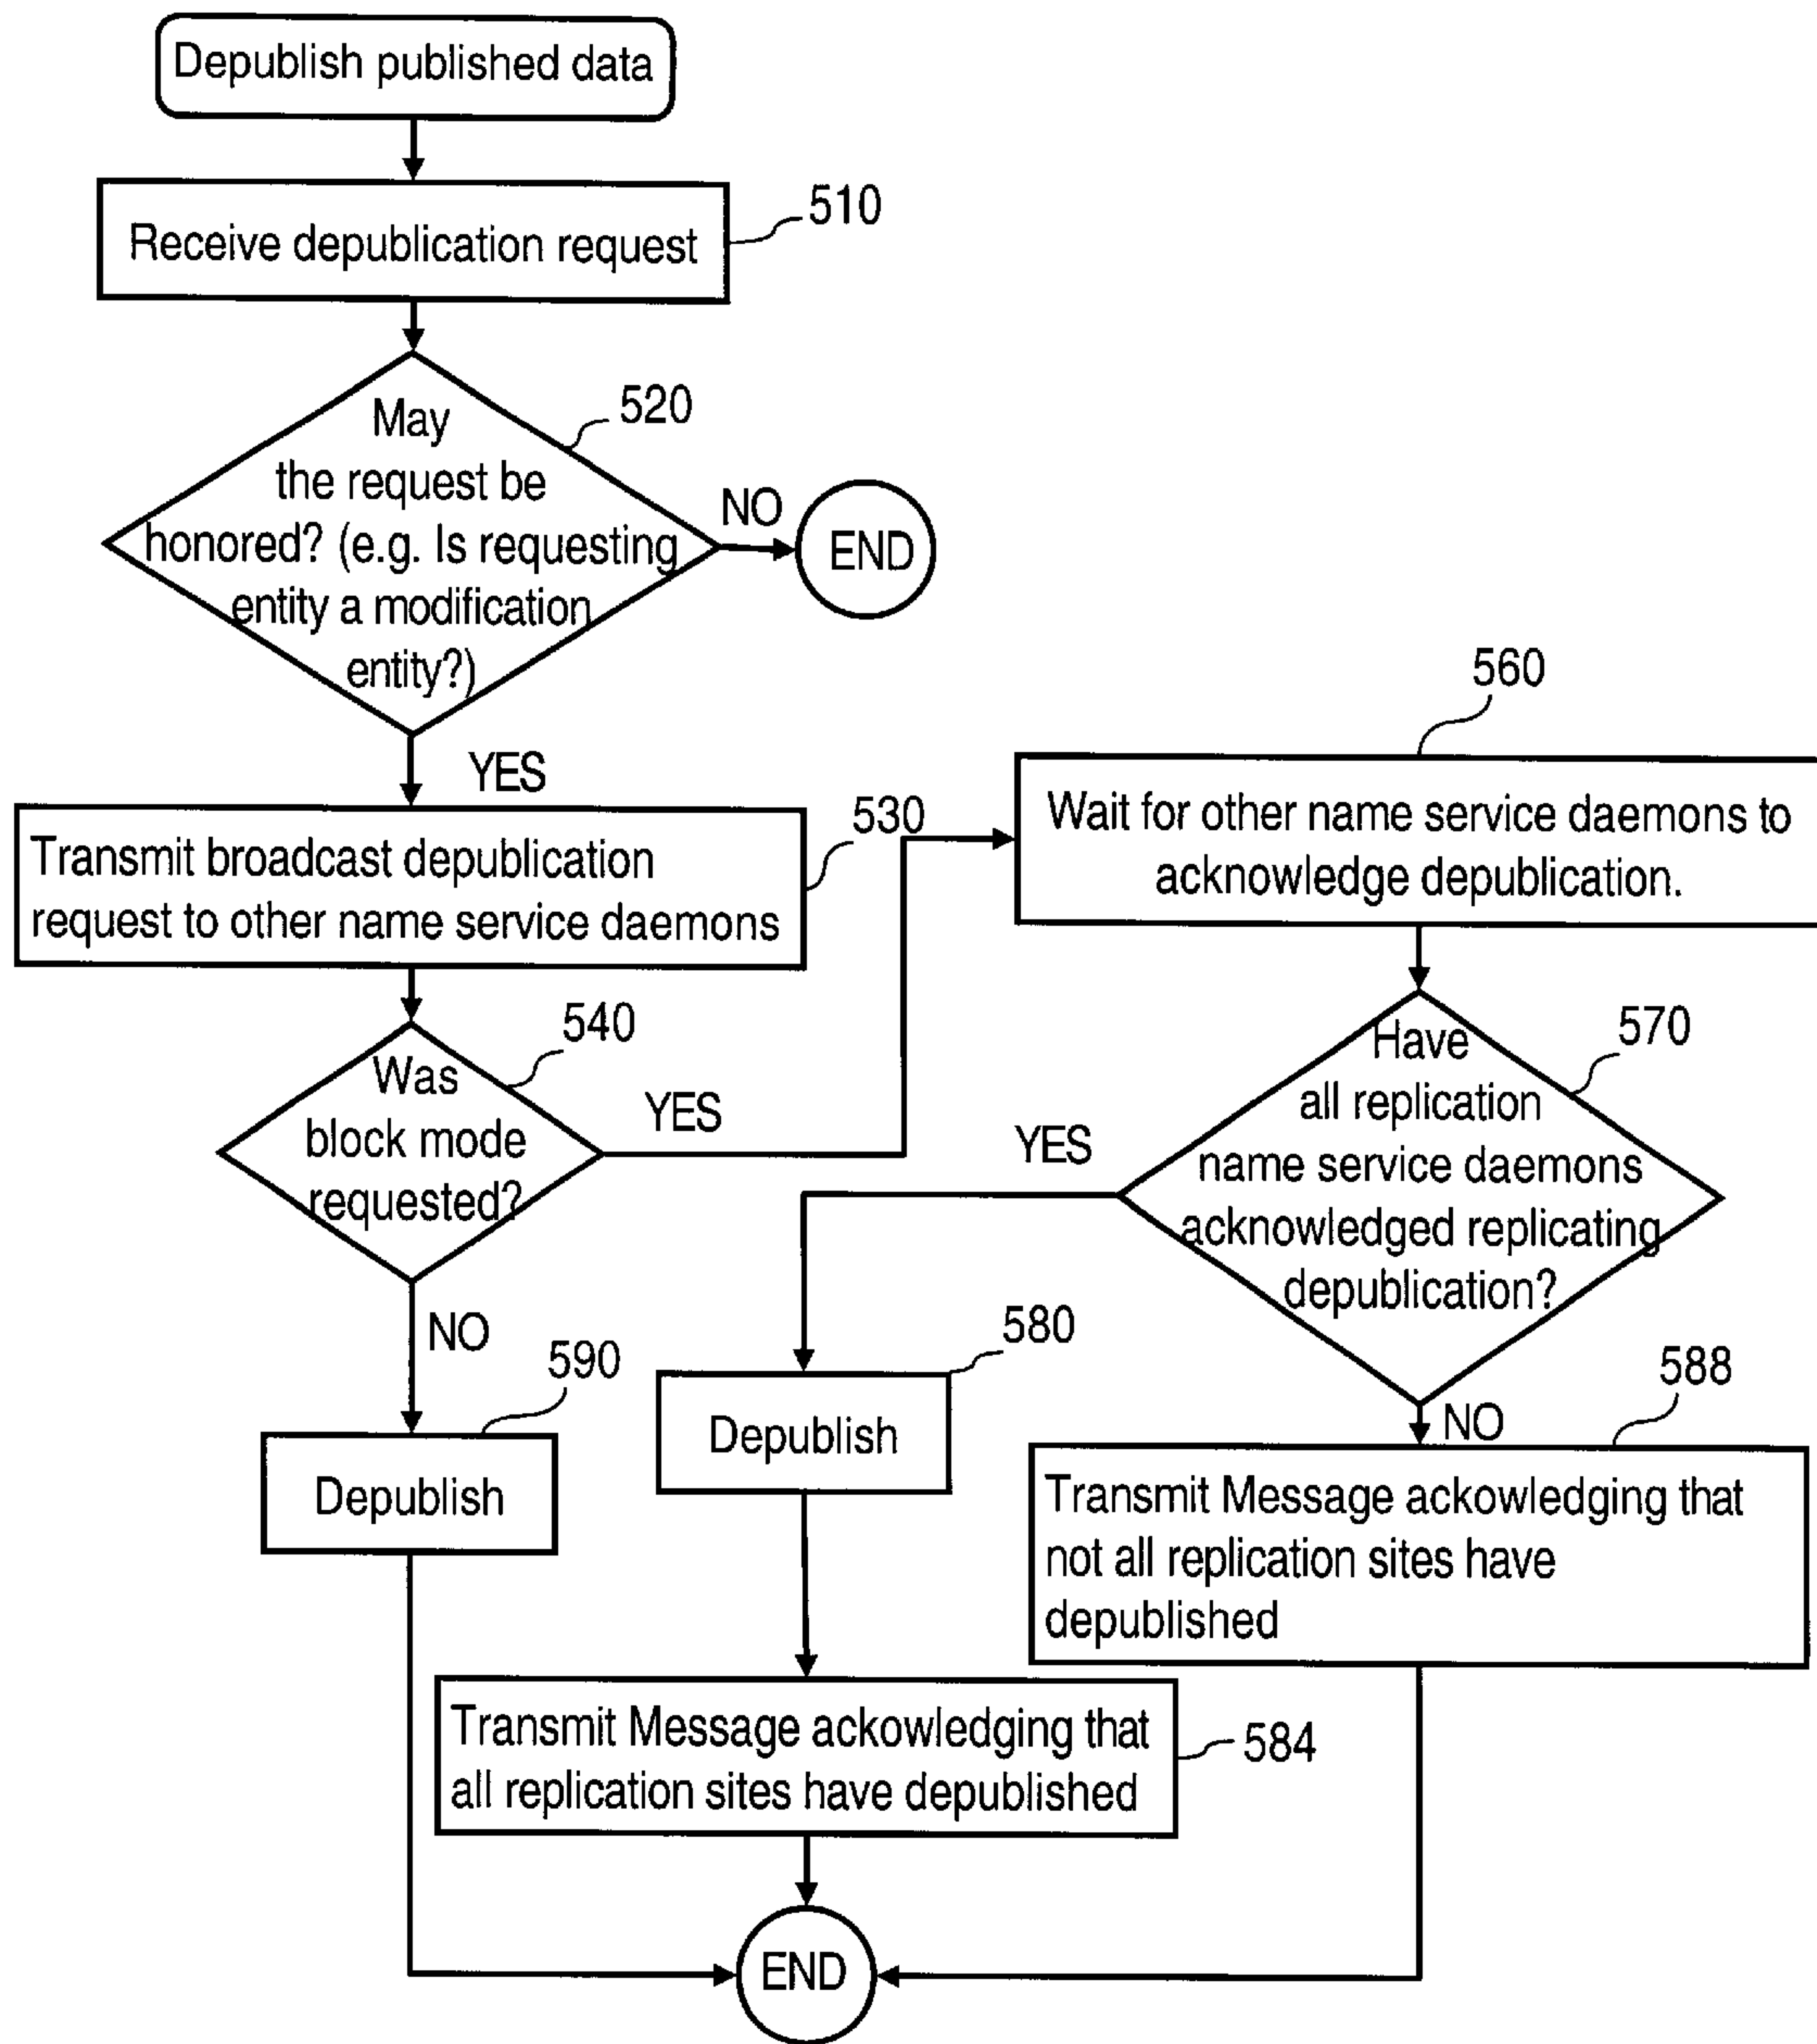 Depublish published data
510
Receive depublication request
520
May
the request be
honored? (e.g. Is requesting
entity a modification
entity?)
NO
END
YES
530
Transmit broadcast depublication
request to other name service daemons
540
Was
block mode
requested?
YES
NO
560
Wait for other name service daemons to
acknowledge depublication.
570
Have
all replication
name service daemons
acknowledged replicating
depublication?
YES
NO
580
Depublish
588
Transmit Message ackowledging that
not all replication sites have
depublished
590
Depublish
Transmit Message ackowledging that
all replication sites have depublished
584
END